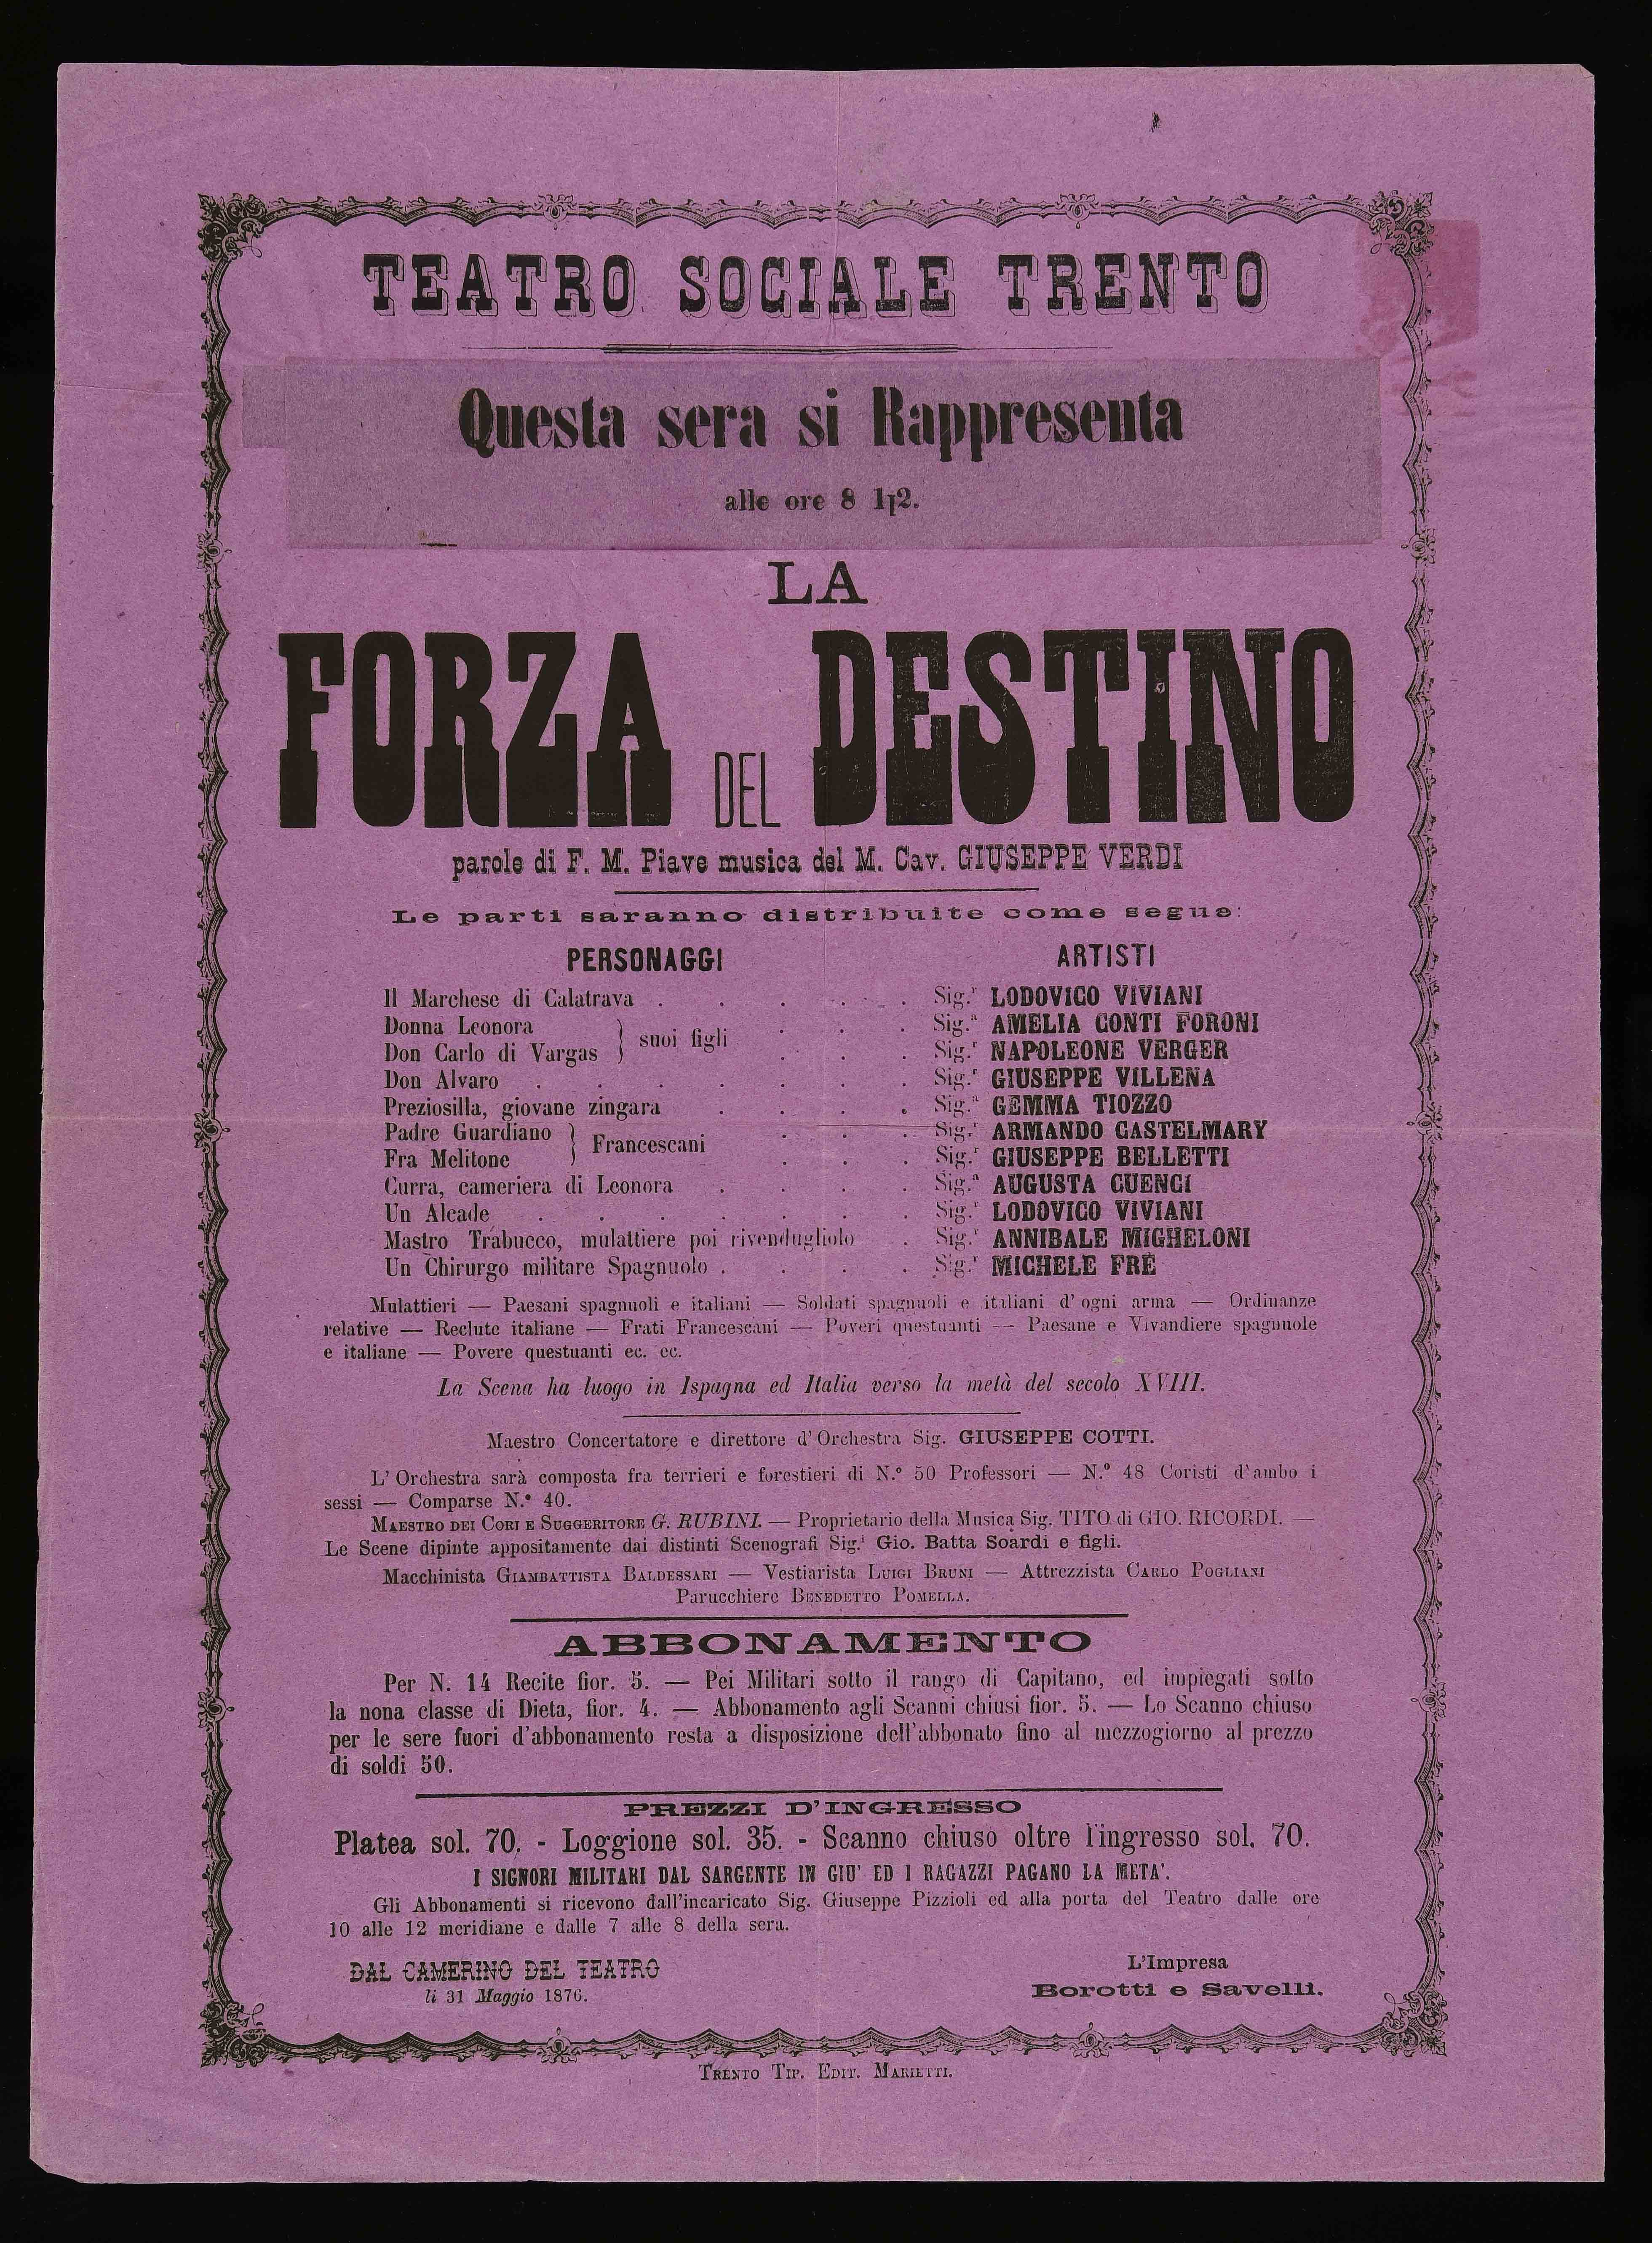 TEATRO SOCIALE TRENTO
Questa sera si Rappresenta
alle ore 8 1|2.
LA
FORZA DEL DESTINO
parole di F. M. Piave musica del M. Cav. GIUSEPPE VERDI
Le parti saranno distribuite come segue:
PERSONAGGI ARTISTI
Il Marchese di Calatrava . . . . . Sig.r LODOVICO VIVIANI
Donna Leonora } suoi figli . . . Sig.a AMELIA CONTI FORONI
Don Carlo di Vargas } . . . Sig.r NAPOLEONE VERGER
Don Alvaro . . . . . . . Sig.r GIUSEPPE VILLENA
Preziosilla, giovane zingara . . . . Sig.a GEMMA TIOZZO
Padre Guardiano } Francescani . . . Sig.r ARMANDO CASTELMARY
Fra Melitone } . . . Sig.r GIUSEPPE BELLETTI
Curra, cameriera di Leonora . . . . Sig.a AUGUSTA CUENCI
Un Alcade . . . . . . . Sig.r LODOVICO VIVIANI
Mastro Trabucco, mulattiere poi rivendugliolo . Sig.r ANNIBALE MIGHELONI
Un Chirurgo militare Spagnuolo . . . . Sig.r MICHELE FRÈ
Mulattieri — Paesani spagnuoli e italiani — Soldati spagnuoli e italiani d' ogni arma — Ordinanze
relative — Reclute italiane — Frati Francescani — Poveri questuanti — Paesane e Vivandiere spagnuole
e italiane — Povere questuanti ec. ec.
La Scena ha luogo in Ispagna ed Italia verso la metà del secolo XVIII.
Maestro Concertatore e direttore d' Orchestra Sig. GIUSEPPE COTTI.
L' Orchestra sarà composta fra terrieri e forestieri di N.º 50 Professori — N.º 48 Coristi d'ambo i
sessi — Comparse N.º 40.
MAESTRO DEI CORI E SUGGERITORE G. RUBINI. — Proprietario della Musica Sig. TITO di GIO. RICORDI. —
Le Scene dipinte appositamente dai distinti Scenografi Sig.i Gio. Batta Soardi e figli.
Macchinista GIAMBATTISTA BALDESSARI — Vestiarista LUIGI BRUNI — Attrezzista CARLO POGLIANI
Parucchiere BENEDETTO POMELLA.
ABBONAMENTO
Per N. 14 Recite fior. 5. — Pei Militari sotto il rango di Capitano, ed impiegati sotto
la nona classe di Dieta, fior. 4. — Abbonamento agli Scanni chiusi fior. 5. — Lo Scanno chiuso
per le sere fuori d'abbonamento resta a disposizione dell'abbonato fino al mezzogiorno al prezzo
di soldi 50.
PREZZI D'INGRESSO
Platea sol. 70. - Loggione sol. 35. - Scanno chiuso oltre l'ingresso sol. 70.
I SIGNORI MILITARI DAL SARGENTE IN GIU' ED I RAGAZZI PAGANO LA META'.
Gli Abbonamenti si ricevono dall'incaricato Sig. Giuseppe Pizzioli ed alla porta del Teatro dalle ore
10 alle 12 meridiane e dalle 7 alle 8 della sera.
DAL CAMERINO DEL TEATRO
li 31 Maggio 1876.
L'Impresa
Borotti e Savelli.
TRENTO TIP. EDIT. MARIETTI.